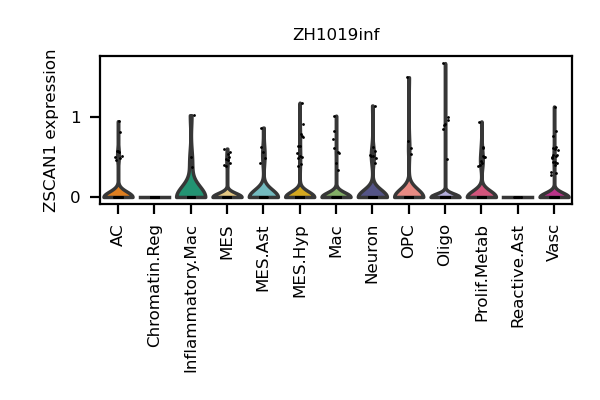 ZH1019inf
ZSCAN1 expression
1
0
AC
Chromatin.Reg
Inflammatory.Mac
MES
MES.Ast
MES.Hyp
Mac
Neuron
OPC
Oligo
Prolif.Metab
Reactive.Ast
Vasc